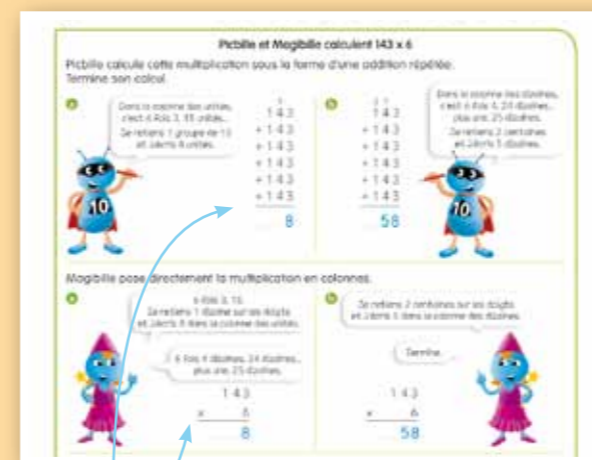 Picbille et Magibille calculent 143 x 6
Picbille calcule cette multiplication sous la forme d'une addition répétée.
Termine son calcul.
a
Dans la colonne des unités,
c'est 6 fois 3, 18 unités...
Je retiens 1 groupe de 10
et j'écris 8 unités.
1
143
+ 143
+ 143
+ 143
+ 143
+ 143
8
10
b
2 1
143
+ 143
+ 143
+ 143
+ 143
+ 143
58
Dans la colonne des dizaines,
c'est 6 fois 4, 24 dizaines,
plus une, 25 dizaines.
Je retiens 2 centaines
et j'écris 5 dizaines.
10
Magibille pose directement la multiplication en colonnes.
a
6 fois 3, 18.
Je retiens 1 dizaine sur les doigts
et j'écris 8 dans la colonne des unités.
6 fois 4 dizaines, 24 dizaines...
plus une, 25 dizaines.
143
x 6
8
b
Je retiens 2 centaines sur les doigts
et j'écris 5 dans la colonne des dizaines.
Termine.
143
x 6
58